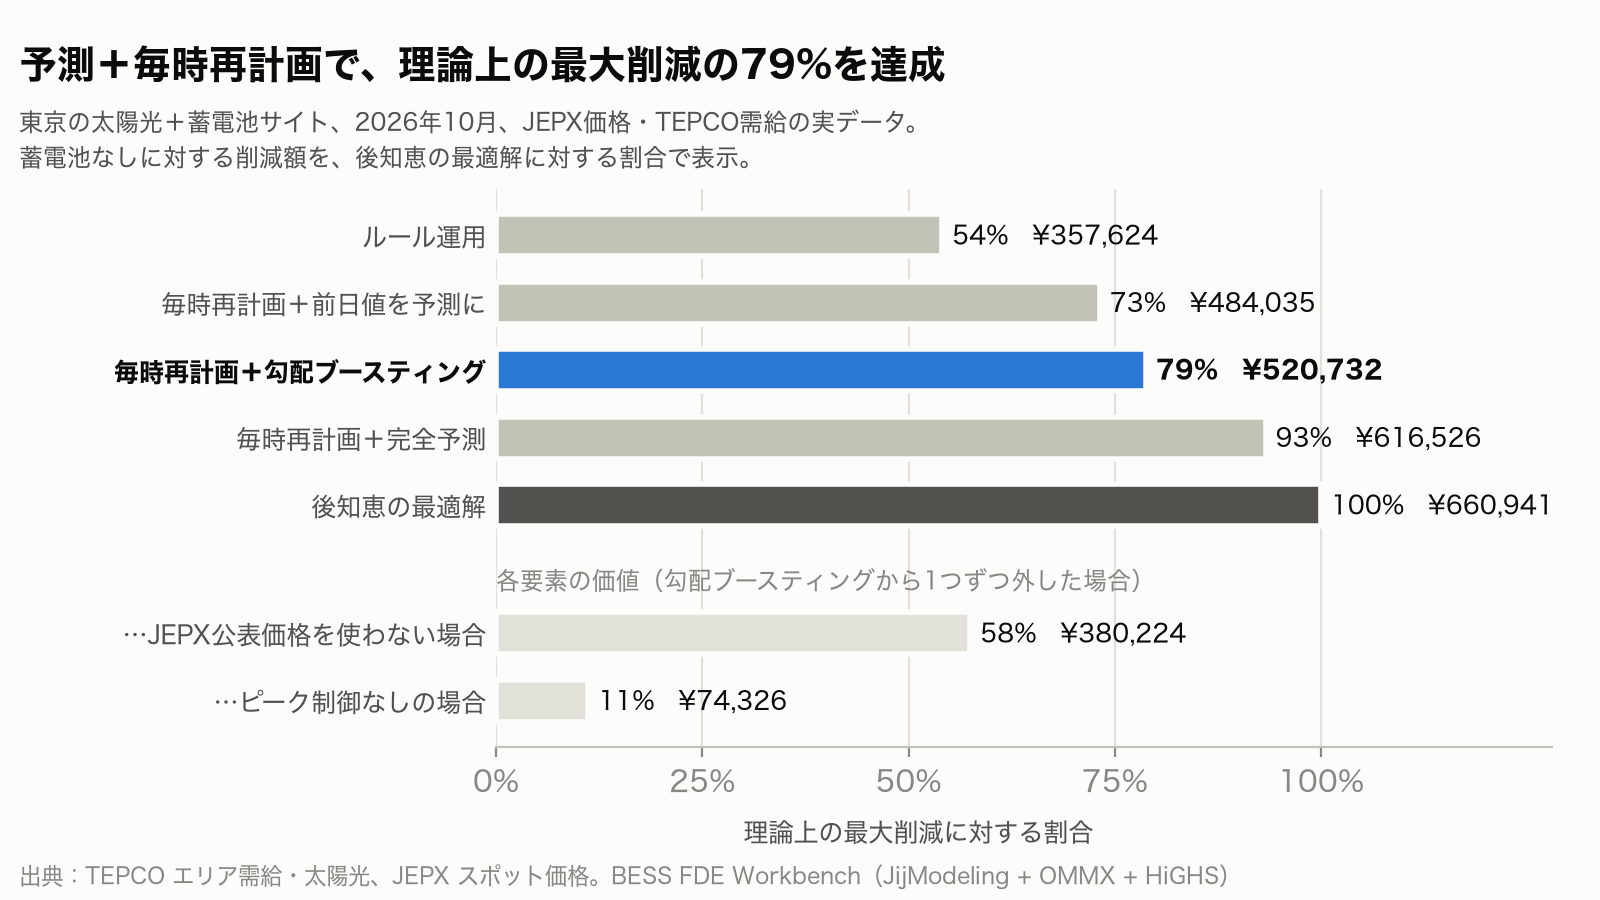 予測＋毎時再計画で、理論上の最大削減の79%を達成
東京の太陽光＋蓄電池サイト、2026年10月、JEPX価格・TEPCO需給の実データ。
蓄電池なしに対する削減額を、後知恵の最適解に対する割合で表示。
ルール運用 54% ¥357,624
毎時再計画＋前日値を予測に 73% ¥484,035
毎時再計画＋勾配ブースティング 79% ¥520,732
毎時再計画＋完全予測 93% ¥616,526
後知恵の最適解 100% ¥660,941
各要素の価値（勾配ブースティングから1つずつ外した場合）
…JEPX公表価格を使わない場合 58% ¥380,224
…ピーク制御なしの場合 11% ¥74,326
0% 25% 50% 75% 100%
理論上の最大削減に対する割合
出典：TEPCO エリア需給・太陽光、JEPX スポット価格。BESS FDE Workbench（JijModeling + OMMX + HiGHS）